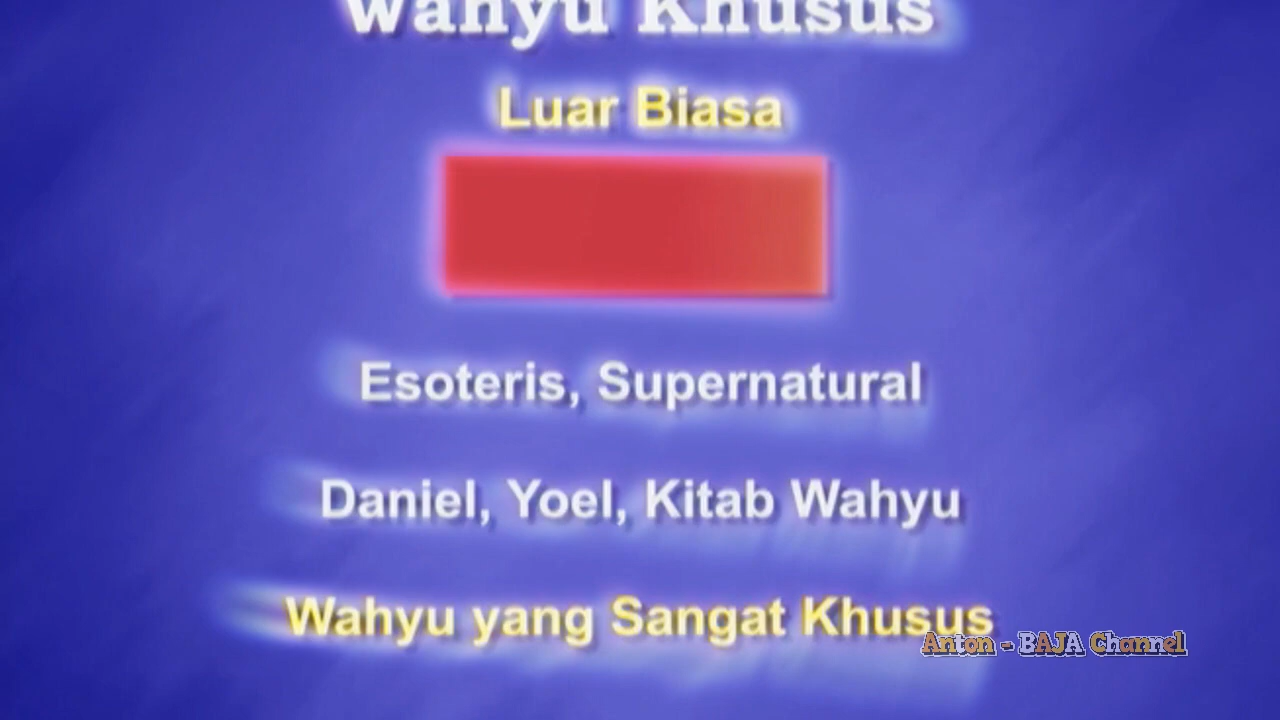 Wahyu Khusus
Luar Biasa
Esoteris, Supernatural
Daniel, Yoel, Kitab Wahyu
Wahyu yang Sangat Khusus
Anton - BAJA Channel